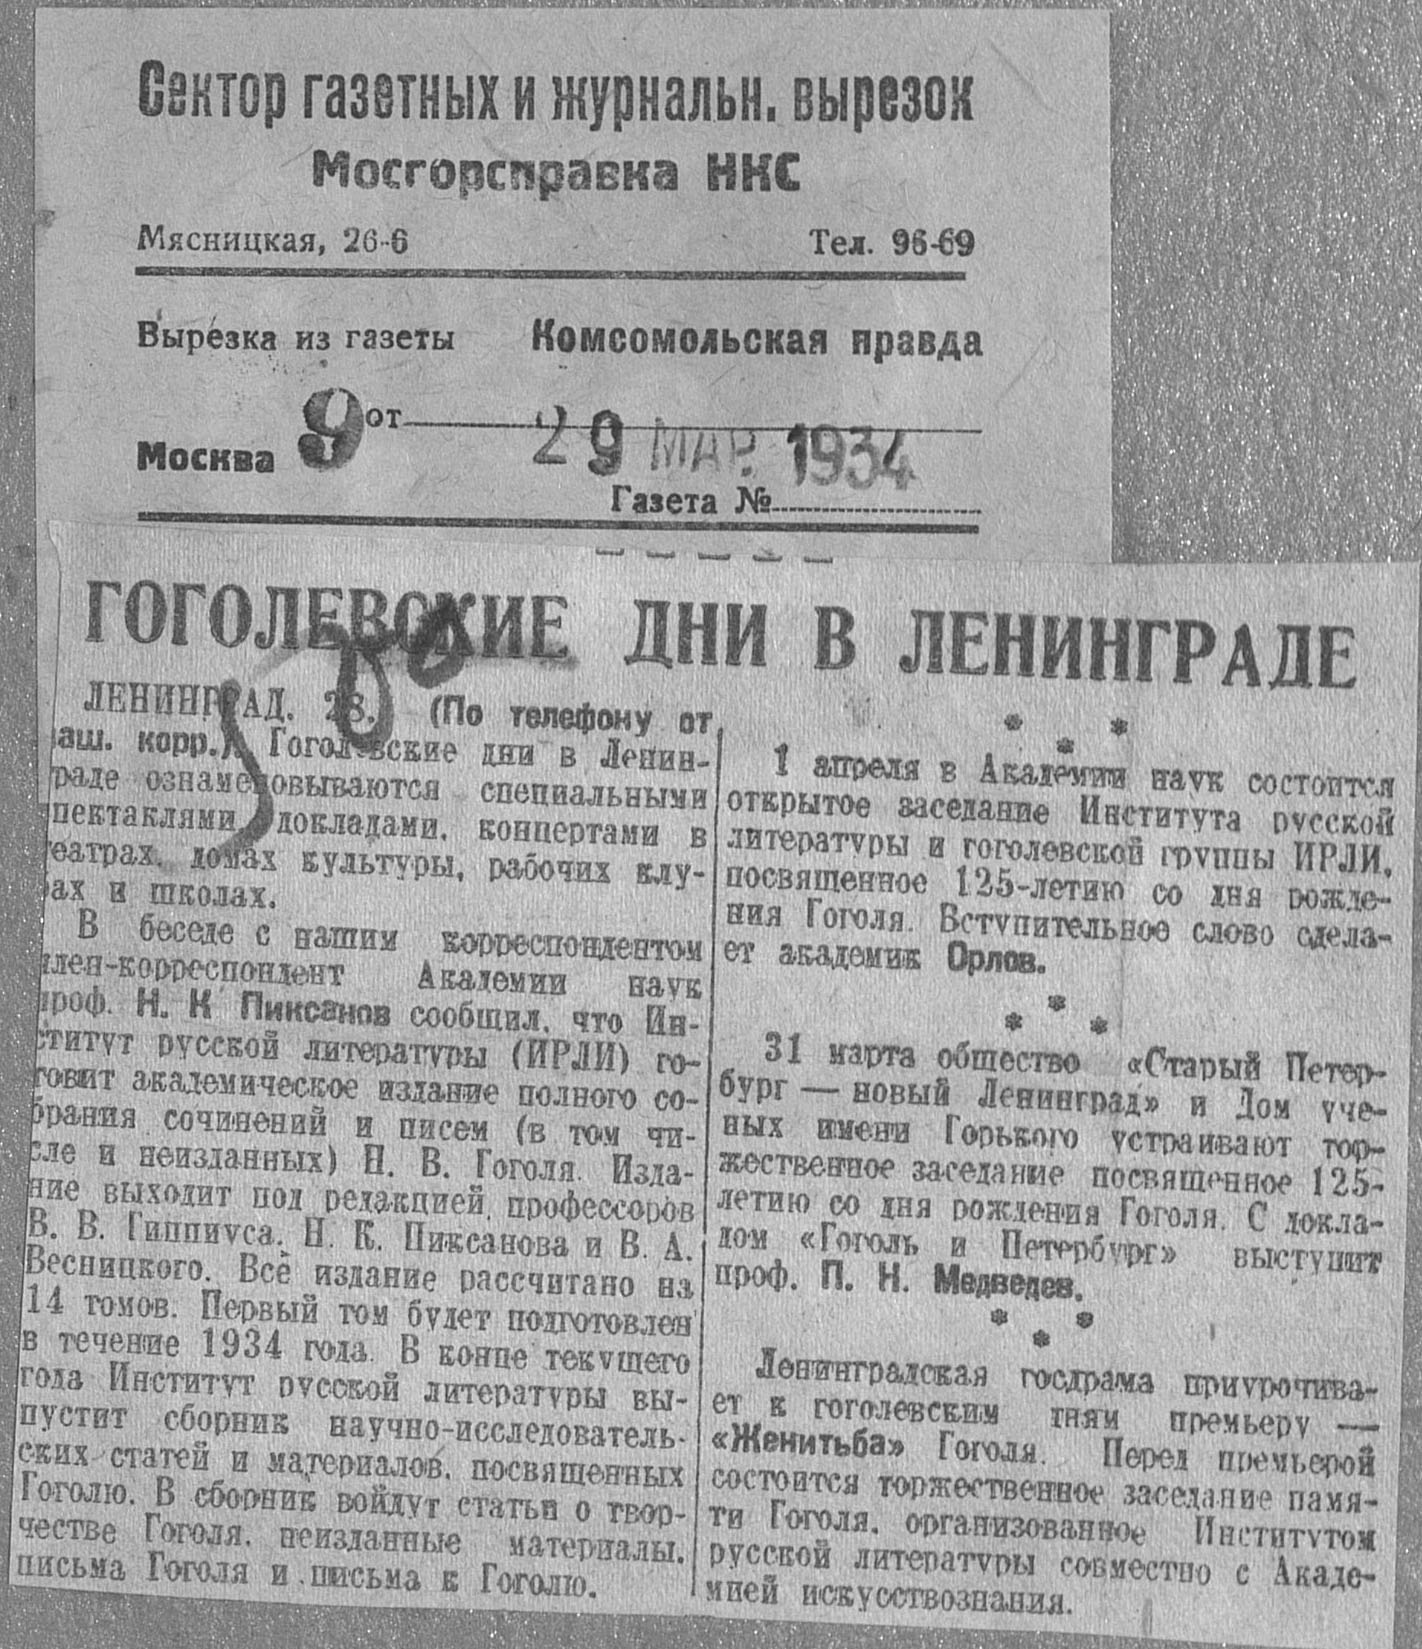 Сектор газетных и журнальн. вырезок
Мосгорсправка НКС
Мясницкая, 26-6 Тел. 96-69
Вырезка из газеты Комсомольская правда
от
Москва 9 29 МАР. 1934
Газета №
ГОГОЛЕВСКИЕ ДНИ В ЛЕНИНГРАДЕ
ЛЕНИНГРАД. 28. (По телефону от
аш. корр.). Гоголевские дни в Ленин-
граде ознаменовываются специальными
пектаклями, докладами, концертами в
еатрах, домах культуры, рабочих клу-
ах и школах.
В беседе с нашим корреспондентом
лен-корреспондент Академии наук
проф. Н. К Пиксанов сообщил, что Ин-
ститут русской литературы (ИРЛИ) го-
товит академическое издание полного со-
брания сочинений и писем (в том чи-
сле и неизданных) Н. В. Гоголя. Изда-
ние выходит под редакцией профессоров
В. В. Гиппиуса, Н. К. Пиксанова и В. А.
Весницкого. Всё издание рассчитано на
14 томов. Первый том будет подготовлен
в течение 1934 года. В конце текущего
года Институт русской литературы вы-
пустит сборник научно-исследователь-
ских статей и материалов, посвященных
Гоголю. В сборник войдут статьи о твор-
честве Гоголя, неизданные материалы,
письма Гоголя и письма к Гоголю.
* * *
1 апреля в Академии наук состоится
открытое заседание Института русской
литературы и гоголевской группы ИРЛИ,
посвященное 125-летию со дня рожде-
ния Гоголя. Вступительное слово сдела-
ет академик Орлов.
* * *
31 марта общество «Старый Петер-
бург — новый Ленинград» и Дом уче-
ных имени Горького устраивают тор-
жественное заседание посвященное 125-
летию со дня рождения Гоголя. С докла-
дом «Гоголь и Петербург» выступит
проф. П. Н. Медведев.
* * *
Ленинградская госдрама приурочива-
ет к гоголевским дням премьеру —
«Женитьба» Гоголя. Перед премьерой
состоится торжественное заседание памя-
ти Гоголя, организованное Институтом
русской литературы совместно с Акаде-
мией искусствознания.